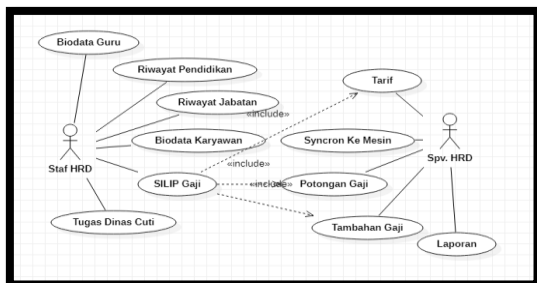 Biodata Guru
Riwayat Pendidikan
Tarif
Riwayat Jabatan
«include»
Biodata Karyawan
Syncron Ke Mesin
Staf HRD
Spv. HRD
«include»
SILIP Gaji
«include»
Potongan Gaji
Tugas Dinas Cuti
Tambahan Gaji
Laporan